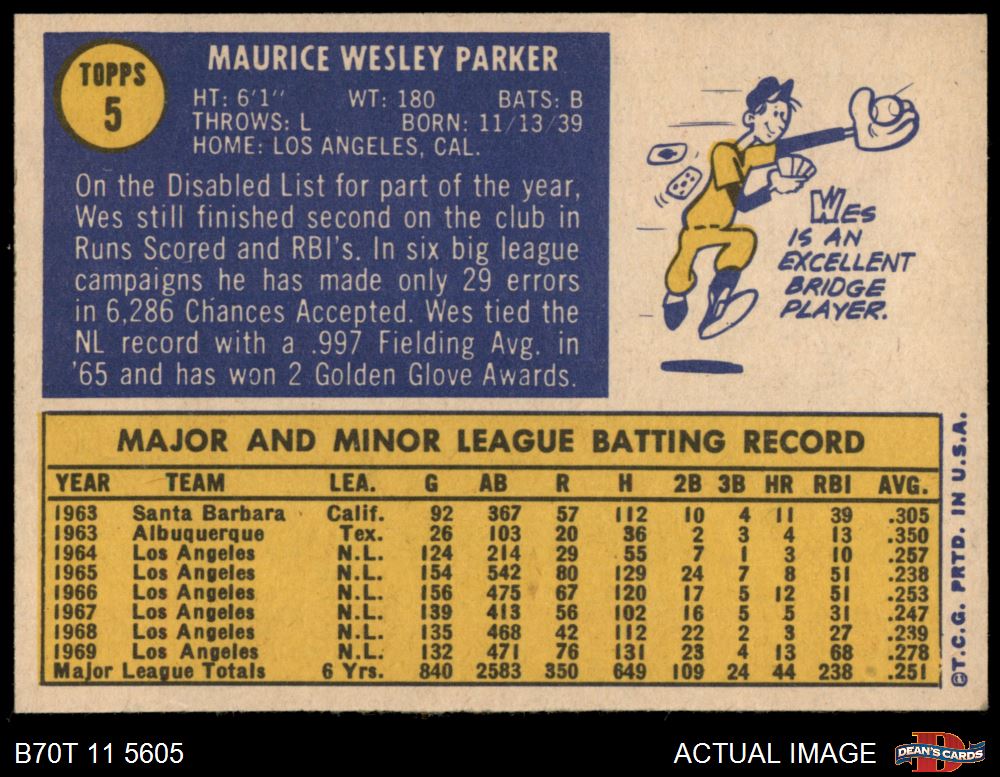 TOPPS
5
MAURICE WESLEY PARKER
HT: 6'1" WT: 180 BATS: B
THROWS: L BORN: 11/13/39
HOME: LOS ANGELES, CAL.
On the Disabled List for part of the year,
Wes still finished second on the club in
Runs Scored and RBI's. In six big league
campaigns he has made only 29 errors
in 6,286 Chances Accepted. Wes tied the
NL record with a .997 Fielding Avg. in
'65 and has won 2 Golden Glove Awards.
WES
IS AN
EXCELLENT
BRIDGE
PLAYER.
MAJOR AND MINOR LEAGUE BATTING RECORD
YEAR TEAM LEA. G AB R H 2B 3B HR RBI AVG.
1963 Santa Barbara Calif. 92 367 57 112 10 4 11 39 .305
1963 Albuquerque Tex. 26 103 20 36 2 3 4 13 .350
1964 Los Angeles N.L. 124 214 29 55 7 1 3 10 .257
1965 Los Angeles N.L. 154 542 80 129 24 7 8 51 .238
1966 Los Angeles N.L. 156 475 67 120 17 5 12 51 .253
1967 Los Angeles N.L. 139 413 56 102 16 5 5 31 .247
1968 Los Angeles N.L. 135 468 42 112 22 2 3 27 .239
1969 Los Angeles N.L. 132 471 76 131 23 4 13 68 .278
Major League Totals 6 Yrs. 840 2583 350 649 109 24 44 238 .251
©T.C.G. PRTD. IN U.S.A.
B70T 11 5605
ACTUAL IMAGE
D
DEAN'S CARDS